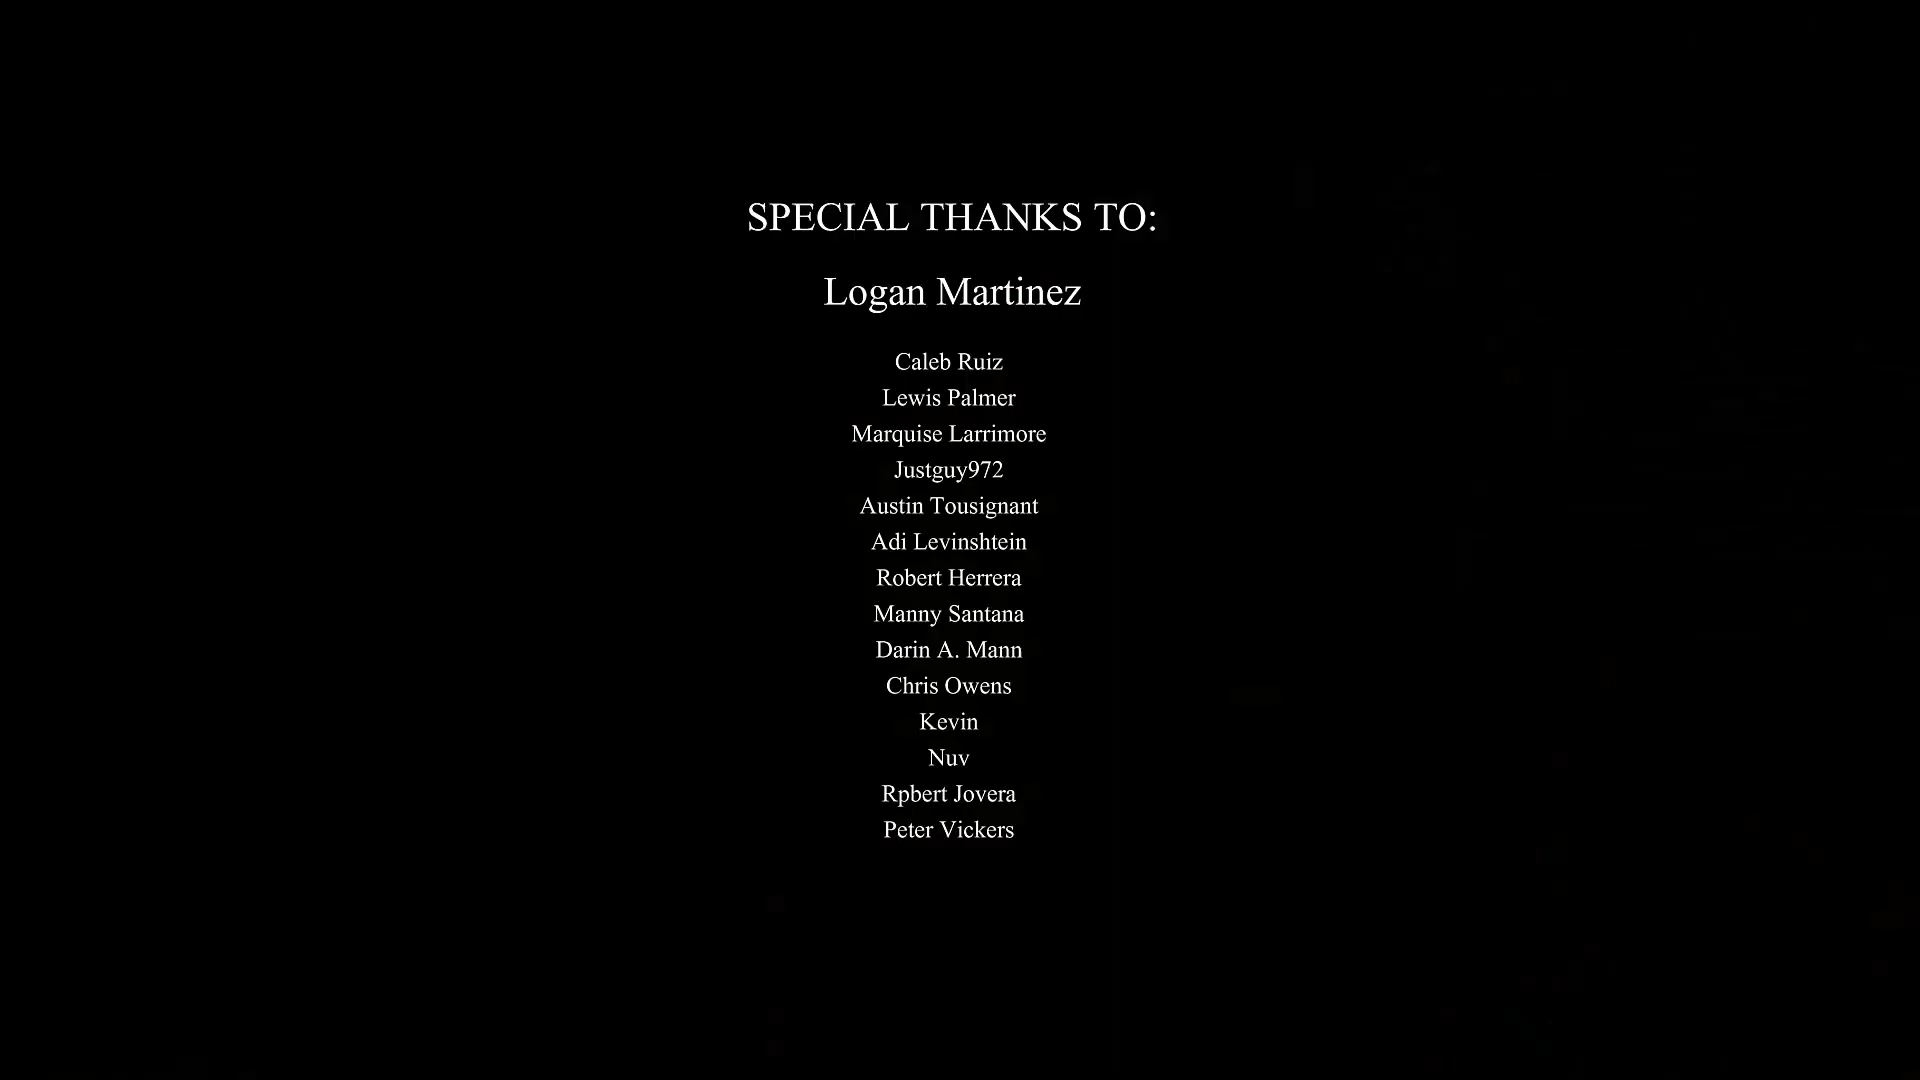 SPECIAL THANKS TO:
Logan Martinez
Caleb Ruiz
Lewis Palmer
Marquise Larrimore
Justguy972
Austin Tousignant
Adi Levinshtein
Robert Herrera
Manny Santana
Darin A. Mann
Chris Owens
Kevin
Nuv
Rpbert Jovera
Peter Vickers